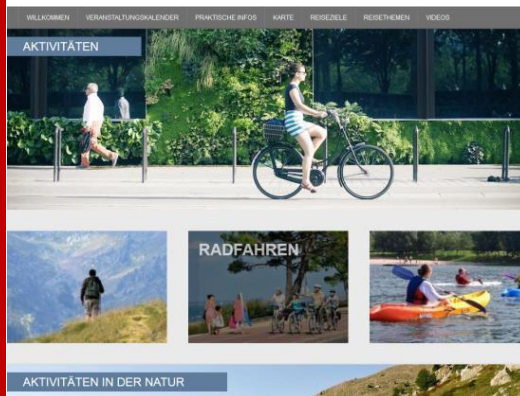 WILLKOMMEN VERANSTALTUNGSKALENDER PRAKTISCHE INFOS KARTE REISEZIELE REISETHEMEN VIDEOS
AKTIVITÄTEN
RADFAHREN
AKTIVITÄTEN IN DER NATUR